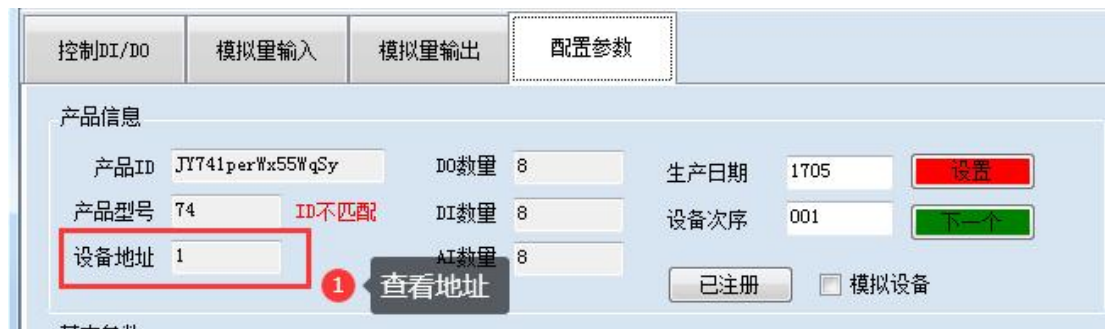 控制DI/DO 模拟量输入 模拟量输出 配置参数
产品信息
产品ID JY741perWx55WqSy DO数量 8 生产日期 1705 设置
产品型号 74 ID不匹配 DI数量 8 设备次序 001 下一个
设备地址 1 AI数量 8
1 查看地址 已注册 模拟设备